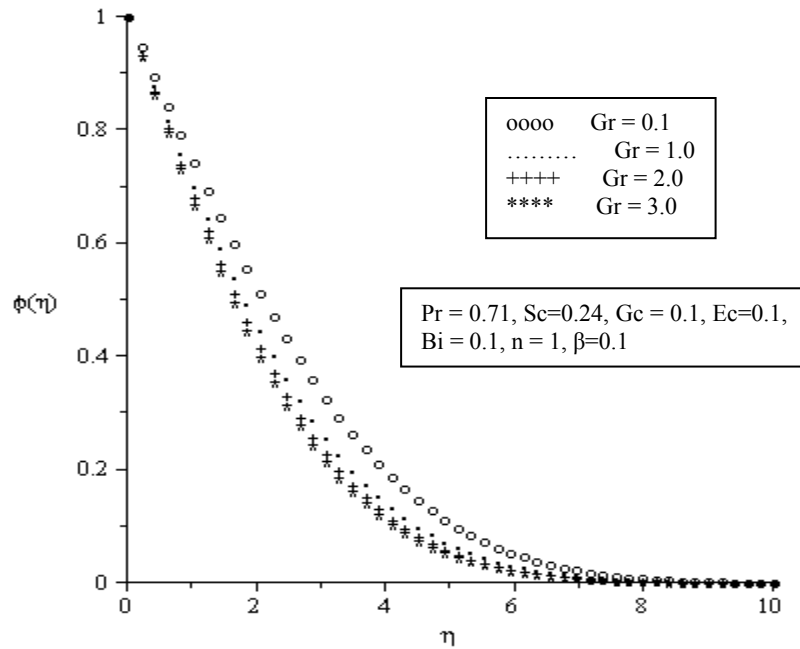 1
0.8
0.6
0.4
0.2
0
ϕ(η)
0 2 4 6 8 10
η
oooo Gr = 0.1
......... Gr = 1.0
++++ Gr = 2.0
**** Gr = 3.0
Pr = 0.71, Sc=0.24, Gc = 0.1, Ec=0.1,
Bi = 0.1, n = 1, β=0.1